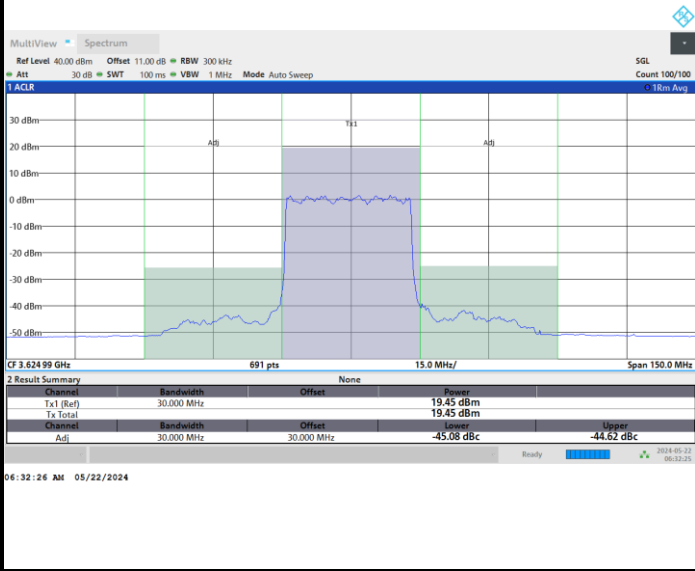 MultiView Spectrum
Ref Level 40.00 dBm Offset 11.00 dB RBW 300 kHz SGL
Att 30 dB SWT 100 ms VBW 1 MHz Mode Auto Sweep Count 100/100
1 ACLR 1Rm Avg
30 dBm
Tx1
20 dBm
Adj Adj
10 dBm
0 dBm
-10 dBm
-20 dBm
-30 dBm
-40 dBm
-50 dBm
CF 3.624 99 GHz 691 pts 15.0 MHz/ Span 150.0 MHz
2 Result Summary None
Channel Bandwidth Offset Power
Tx1 (Ref) 30.000 MHz 19.45 dBm
Tx Total 19.45 dBm
Channel Bandwidth Offset Lower Upper
Adj 30.000 MHz 30.000 MHz -45.08 dBc -44.62 dBc
Ready 2024-05-22
06:32:25
06:32:26 AM 05/22/2024